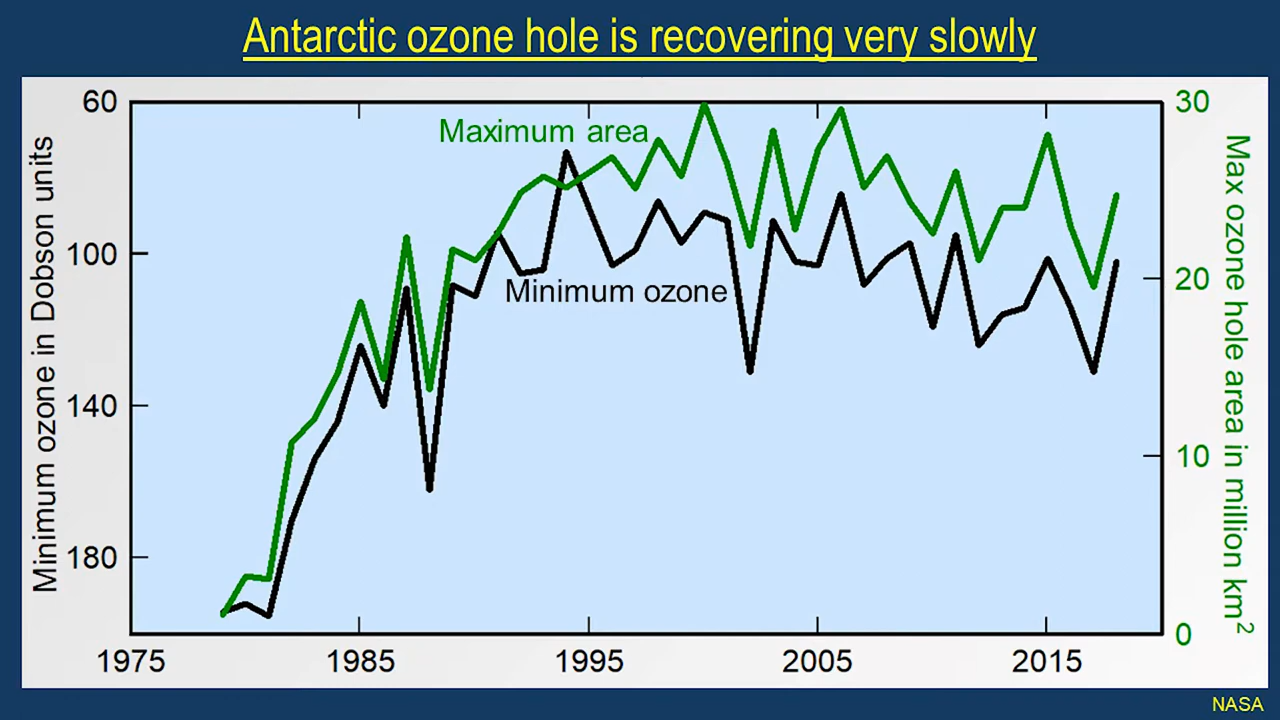 Antarctic ozone hole is recovering very slowly
Minimum ozone in Dobson units
60
100
140
180
Maximum area
Minimum ozone
30
20
10
0
Max ozone hole area in million km²
1975 1985 1995 2005 2015
NASA